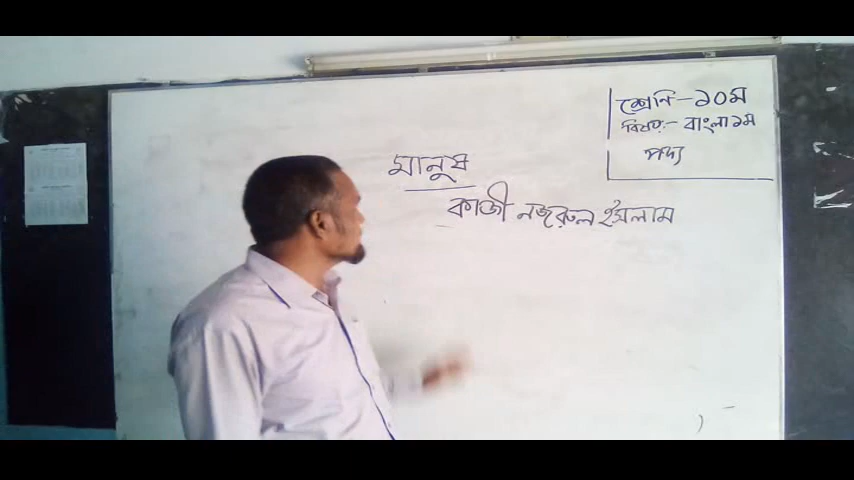 শ্রেণি-১০ম
বিষয়:- বাংলা ১ম
পদ্য
মানুষ
কাজী নজরুল ইসলাম